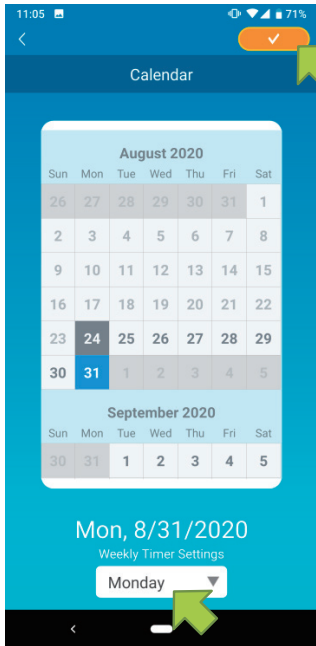 11:05 71%
Calendar
August 2020
Sun Mon Tue Wed Thu Fri Sat
26 27 28 29 30 31 1
2 3 4 5 6 7 8
9 10 11 12 13 14 15
16 17 18 19 20 21 22
23 24 25 26 27 28 29
30 31 1 2 3 4 5
September 2020
Sun Mon Tue Wed Thu Fri Sat
30 31 1 2 3 4 5
Mon, 8/31/2020
Weekly Timer Settings
Monday